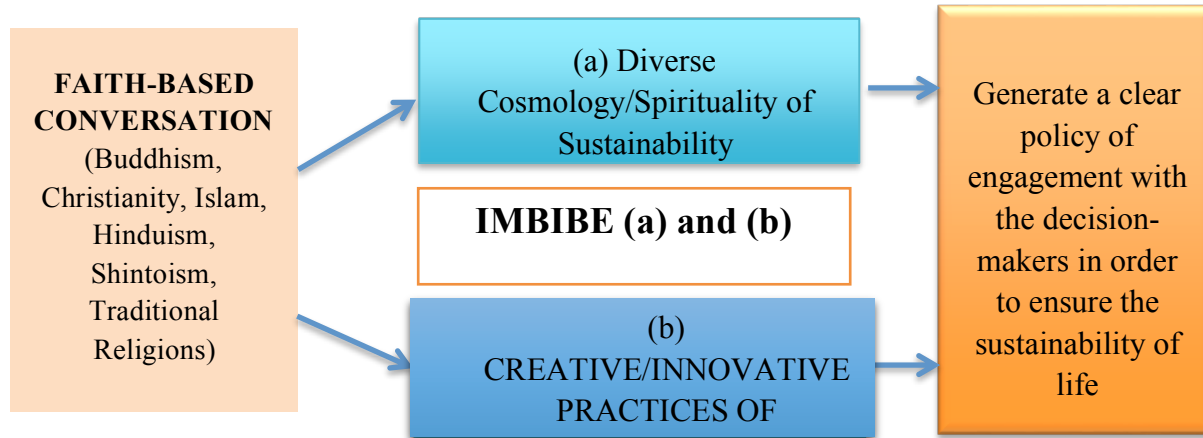 FAITH-BASED
CONVERSATION
(Buddhism,
Christianity, Islam,
Hinduism,
Shintoism,
Traditional
Religions)
(a) Diverse
Cosmology/Spirituality of
Sustainability
IMBIBE (a) and (b)
(b)
CREATIVE/INNOVATIVE
PRACTICES OF
Generate a clear
policy of
engagement with
the decision-
makers in order
to ensure the
sustainability of
life